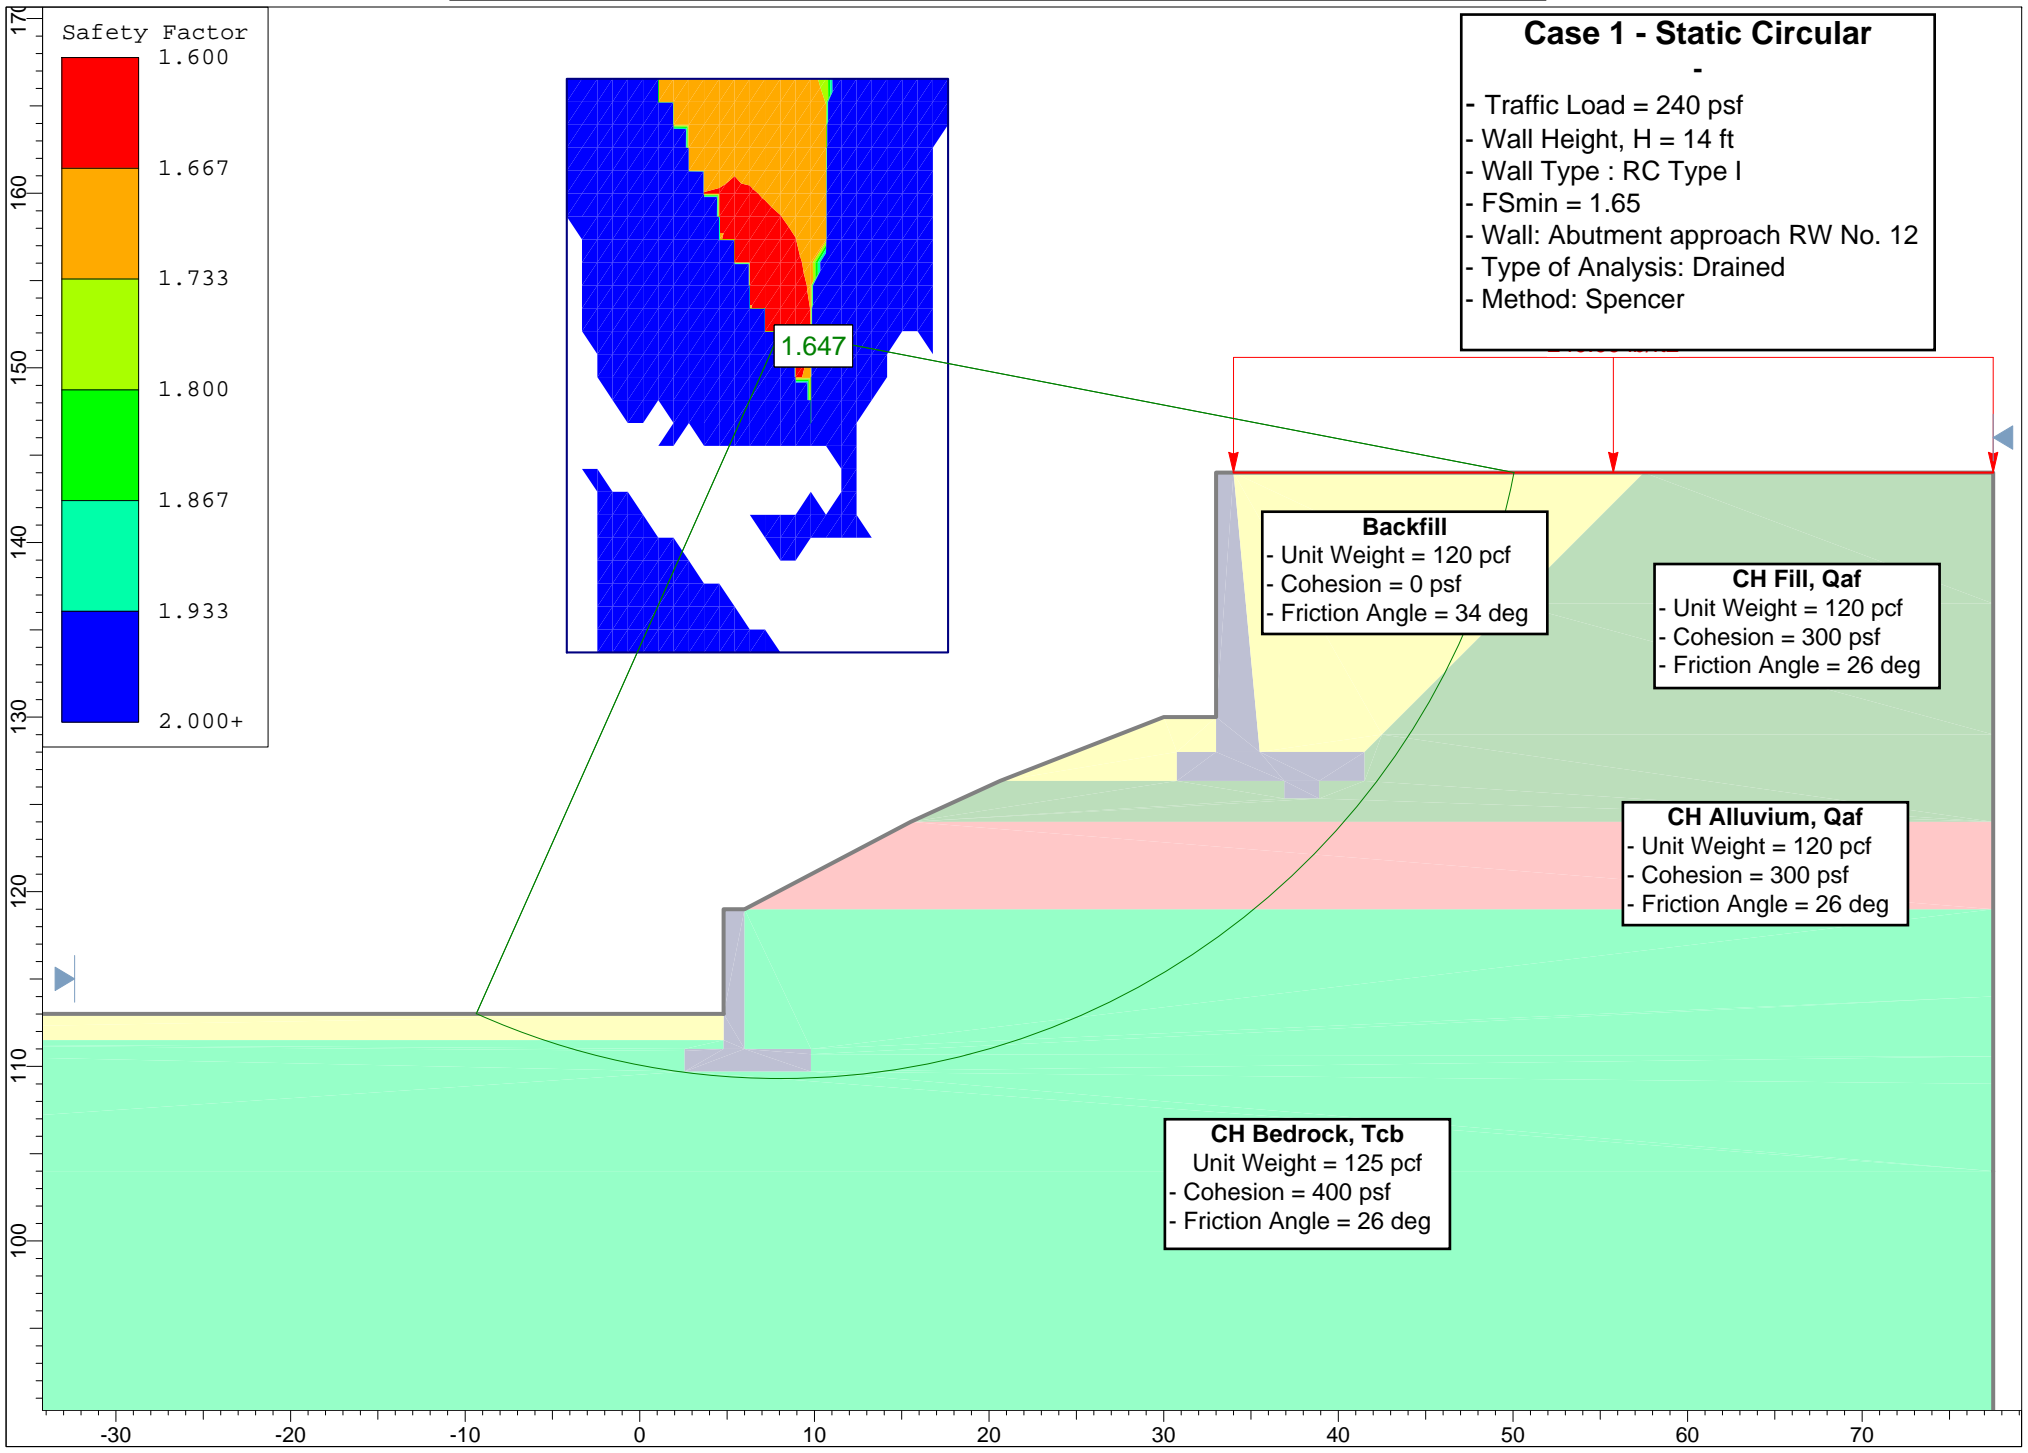 Safety Factor
1.600
1.667
1.733
1.800
1.867
1.933
2.000+
Case 1 - Static Circular
-
- Traffic Load = 240 psf
- Wall Height, H = 14 ft
- Wall Type : RC Type I
- FSmin = 1.65
- Wall: Abutment approach RW No. 12
- Type of Analysis: Drained
- Method: Spencer
1.647
Backfill
- Unit Weight = 120 pcf
- Cohesion = 0 psf
- Friction Angle = 34 deg
CH Fill, Qaf
- Unit Weight = 120 pcf
- Cohesion = 300 psf
- Friction Angle = 26 deg
CH Alluvium, Qaf
- Unit Weight = 120 pcf
- Cohesion = 300 psf
- Friction Angle = 26 deg
CH Bedrock, Tcb
Unit Weight = 125 pcf
- Cohesion = 400 psf
- Friction Angle = 26 deg
170
160
150
140
130
120
110
100
-30
-20
-10
0
10
20
30
40
50
60
70